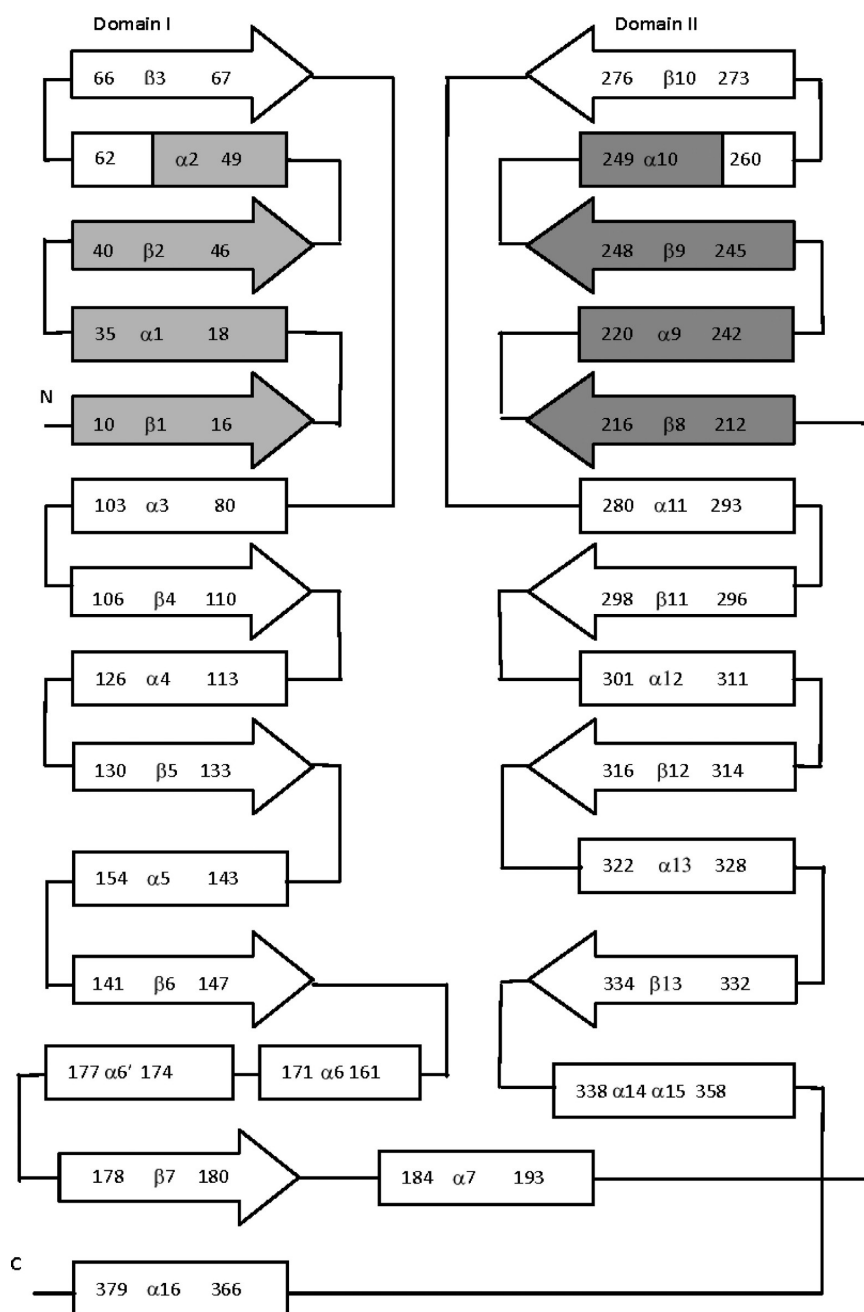 Domain I Domain II
66 β3 67 276 β10 273
62 α2 49 249 α10 260
40 β2 46 248 β9 245
35 α1 18 220 α9 242
N
10 β1 16 216 β8 212
103 α3 80 280 α11 293
106 β4 110 298 β11 296
126 α4 113 301 α12 311
130 β5 133 316 β12 314
154 α5 143 322 α13 328
141 β6 147 334 β13 332
177 α6' 174 171 α6 161 338 α14 α15 358
178 β7 180 184 α7 193
C
379 α16 366